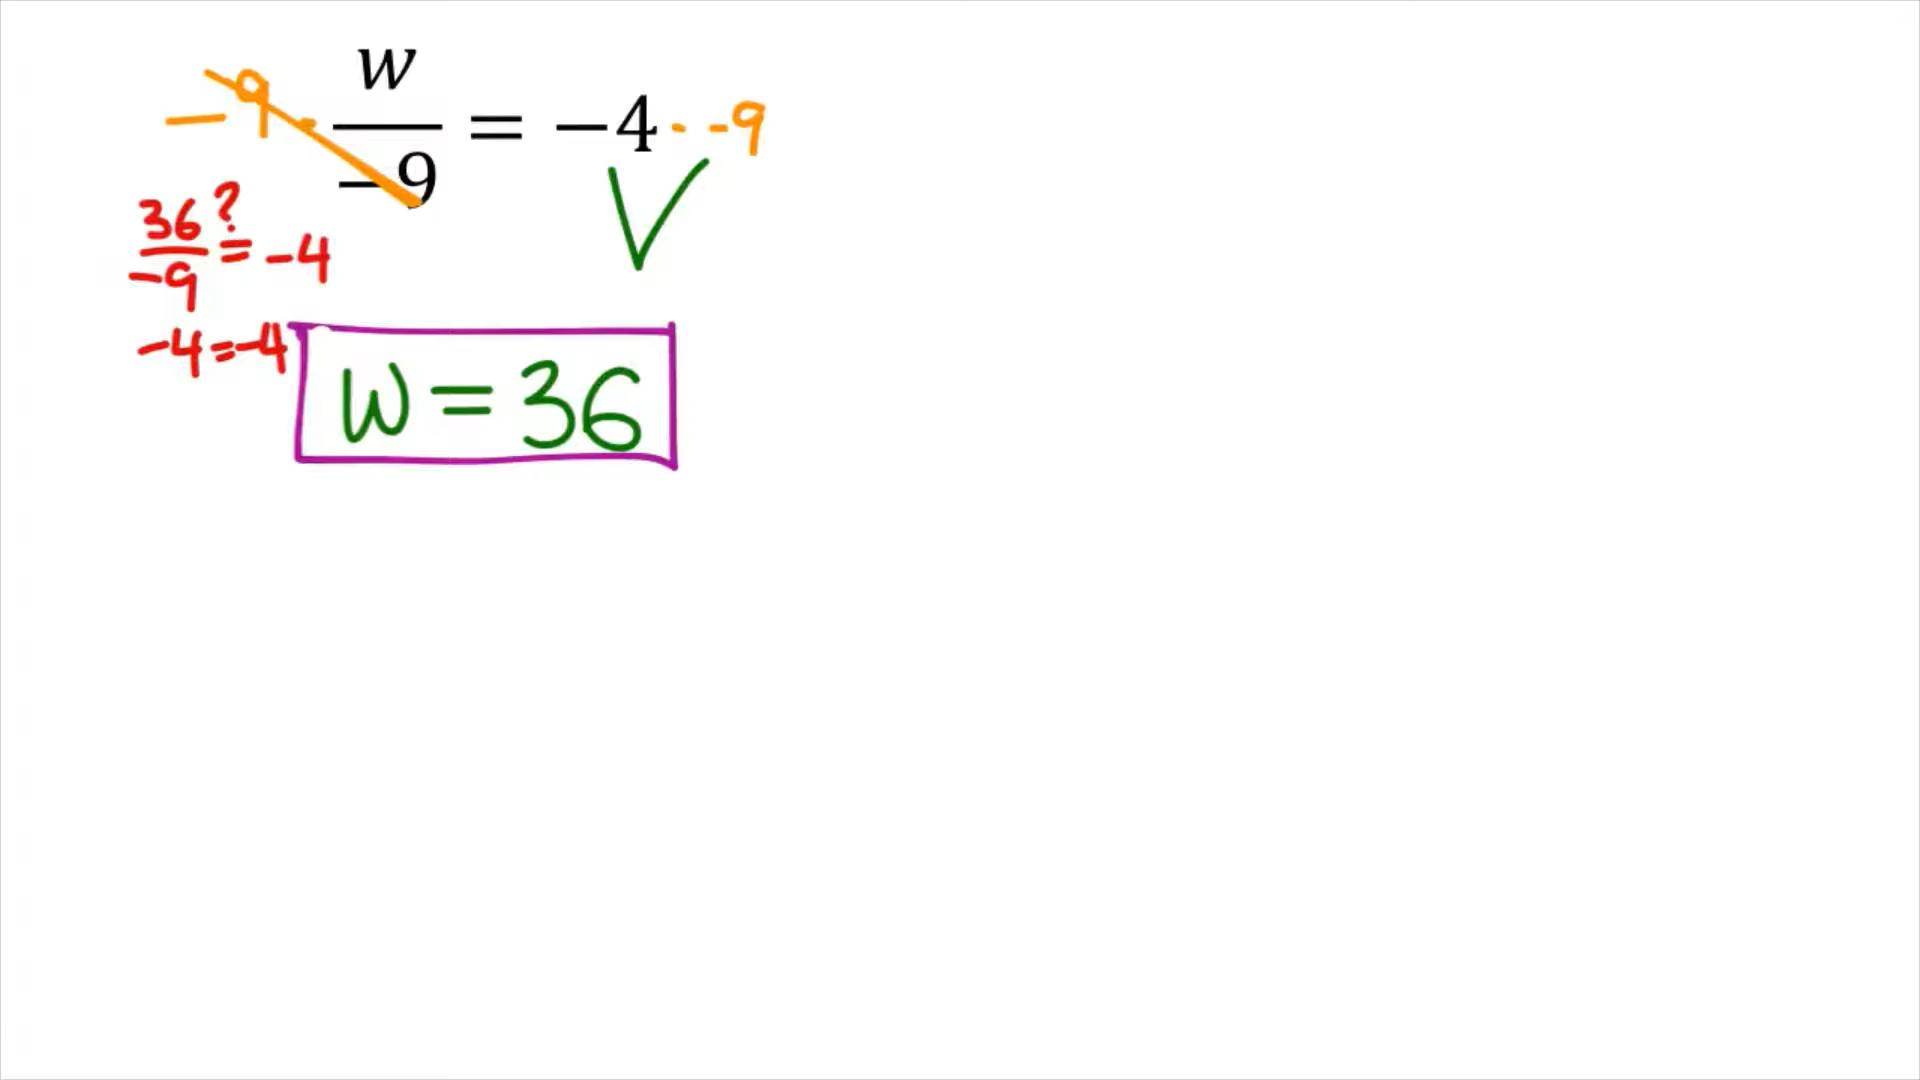 -9 · w/-9 = -4 · -9
36/-9 ≟ -4
-4=-4
W = 36